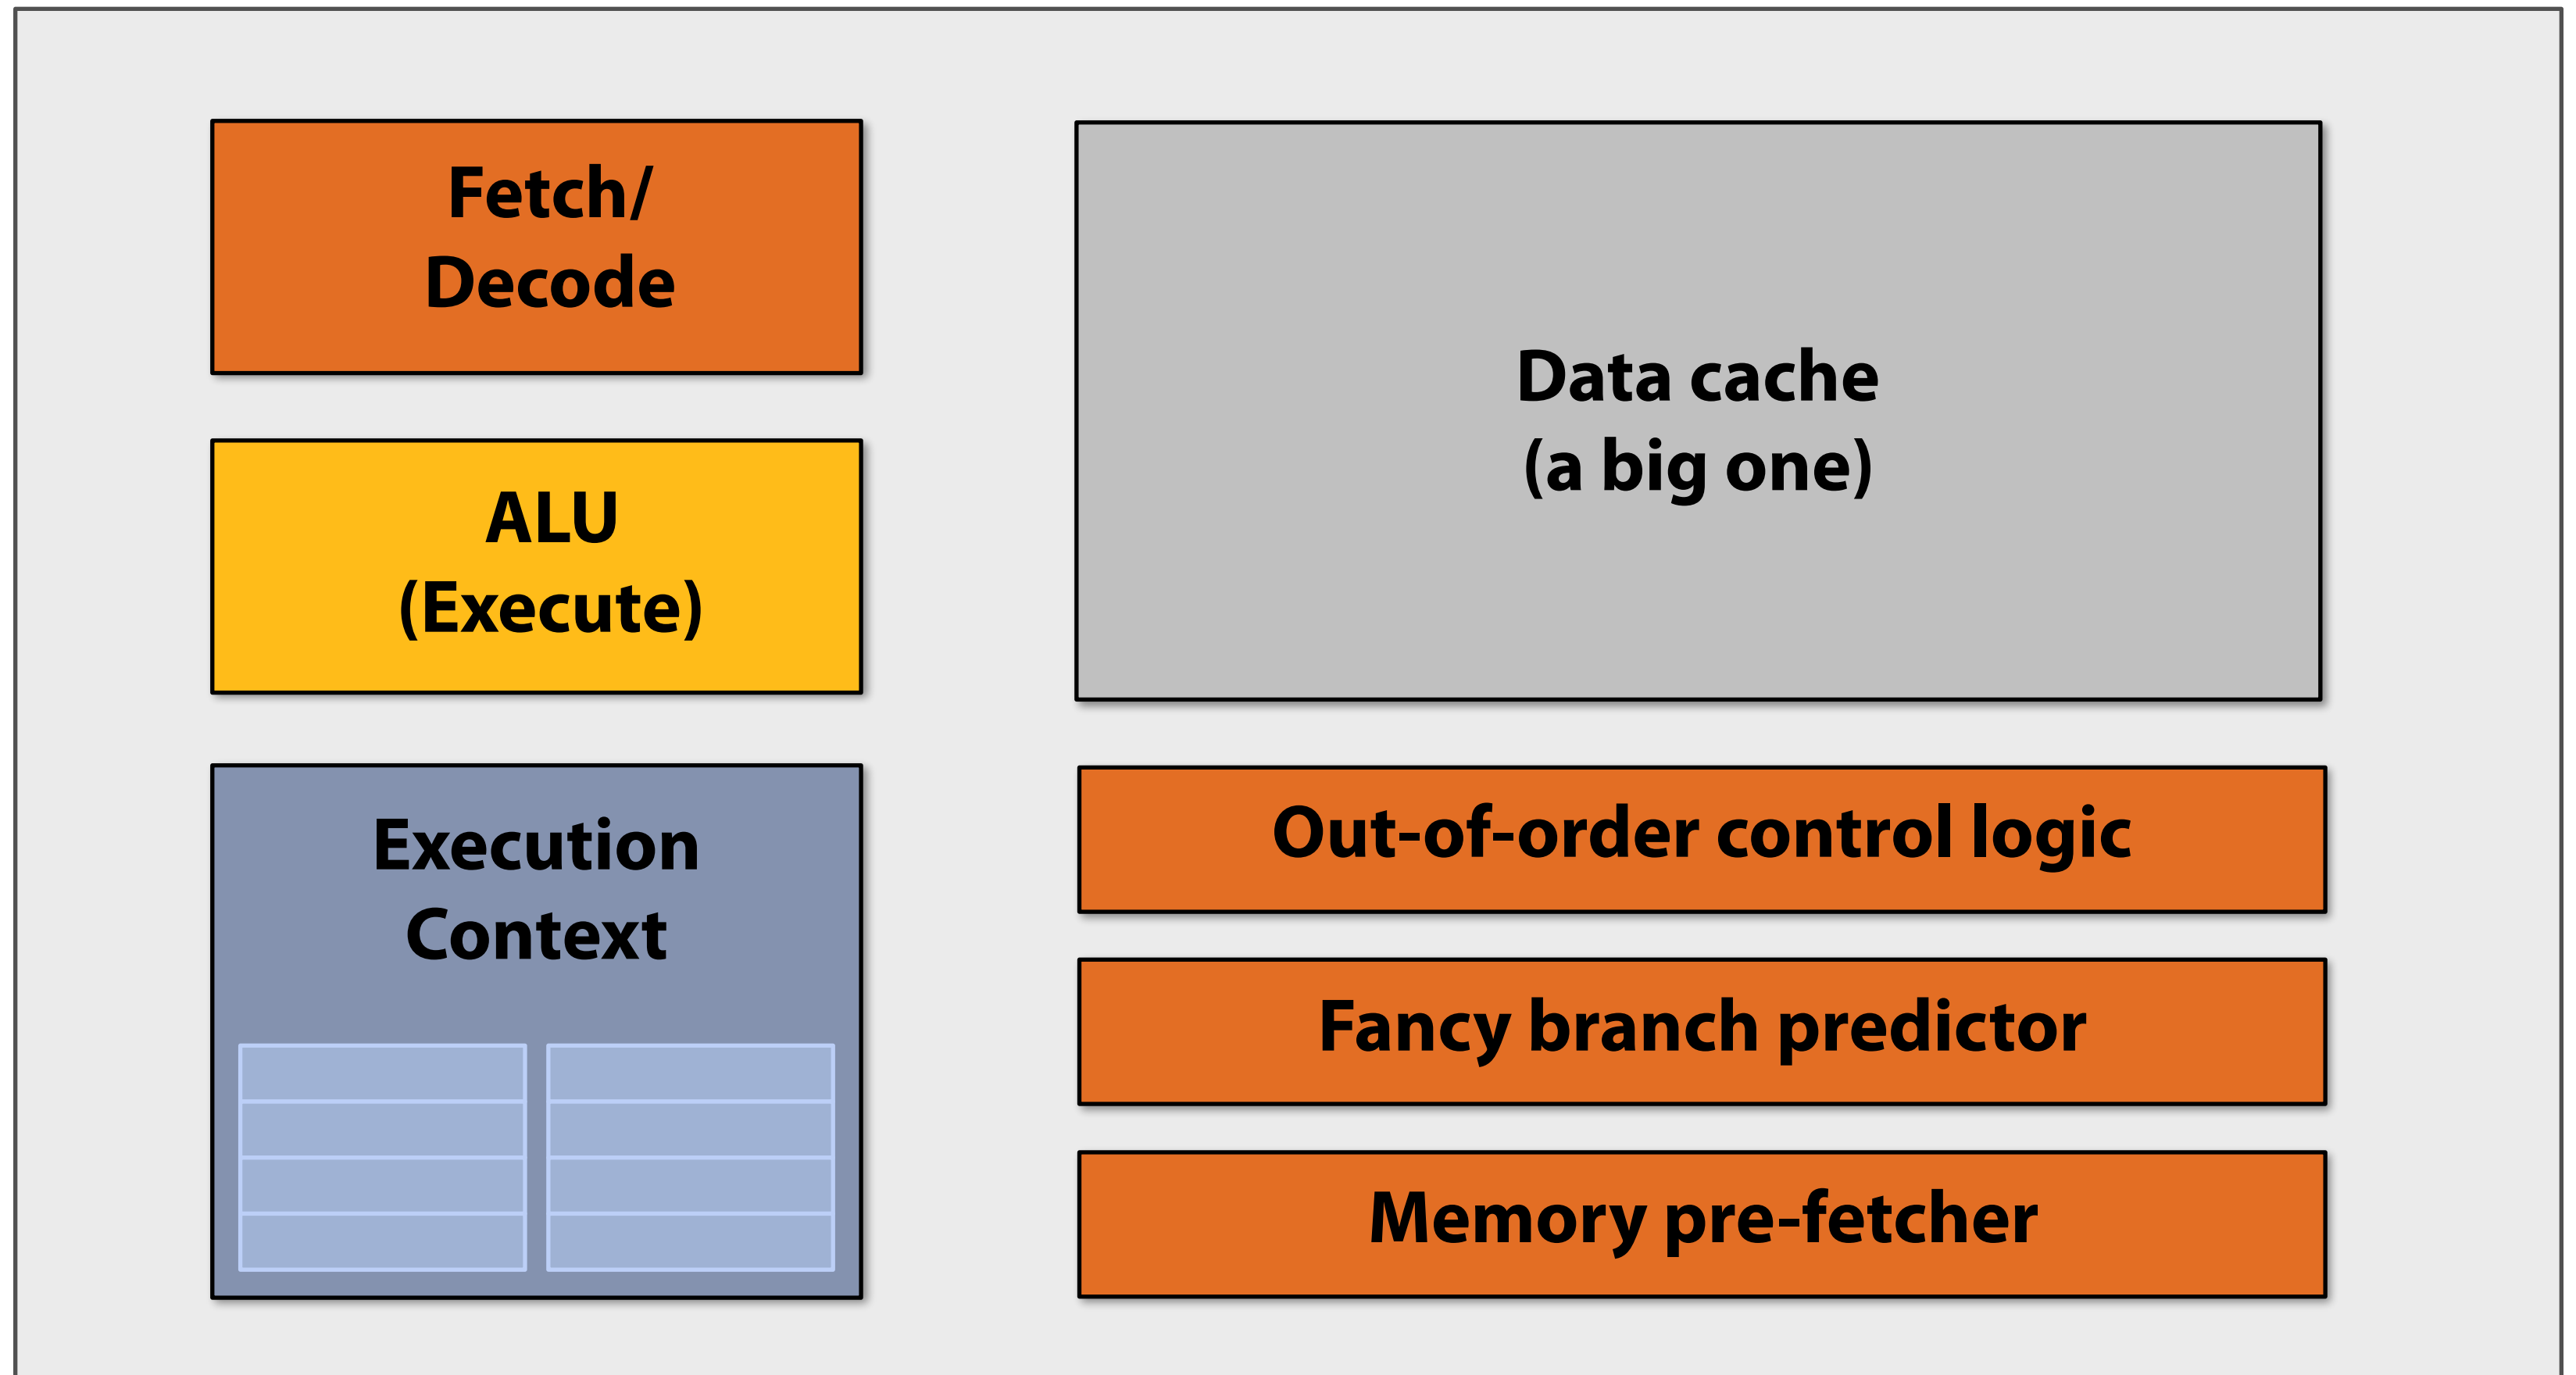 Fetch/
Decode
ALU
(Execute)
Execution
Context
Data cache
(a big one)
Out-of-order control logic
Fancy branch predictor
Memory pre-fetcher